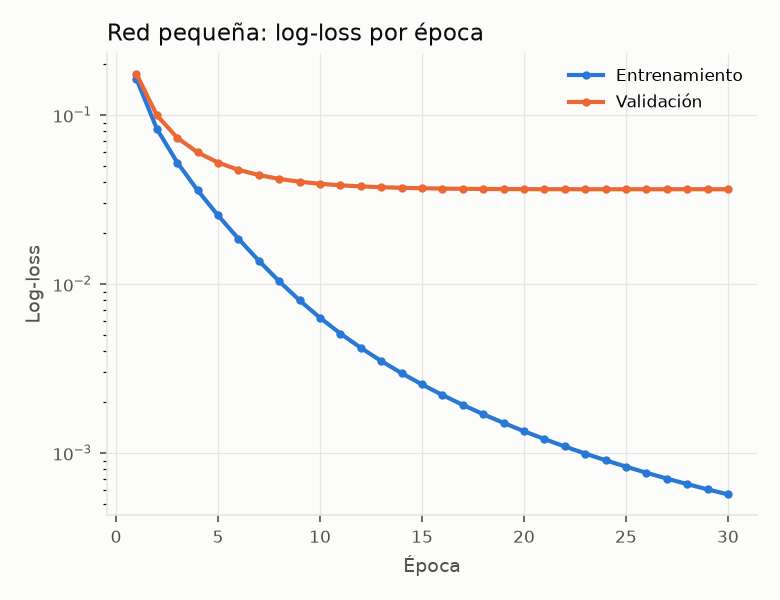 Red pequeña: log-loss por época
Entrenamiento
Validación
Log-loss
10⁻¹
10⁻²
10⁻³
0 5 10 15 20 25 30
Época